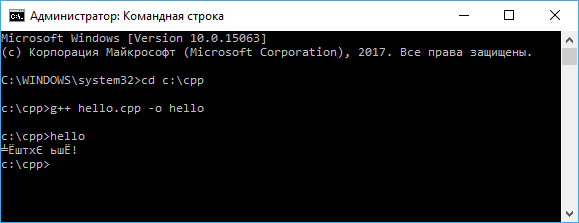 Администратор: Командная строка
Microsoft Windows [Version 10.0.15063]
(c) Корпорация Майкрософт (Microsoft Corporation), 2017. Все права защищены.
C:\WINDOWS\system32>cd c:\cpp
c:\cpp>g++ hello.cpp -o hello
c:\cpp>hello
╧ЁштхЄ ьшЁ!
c:\cpp>